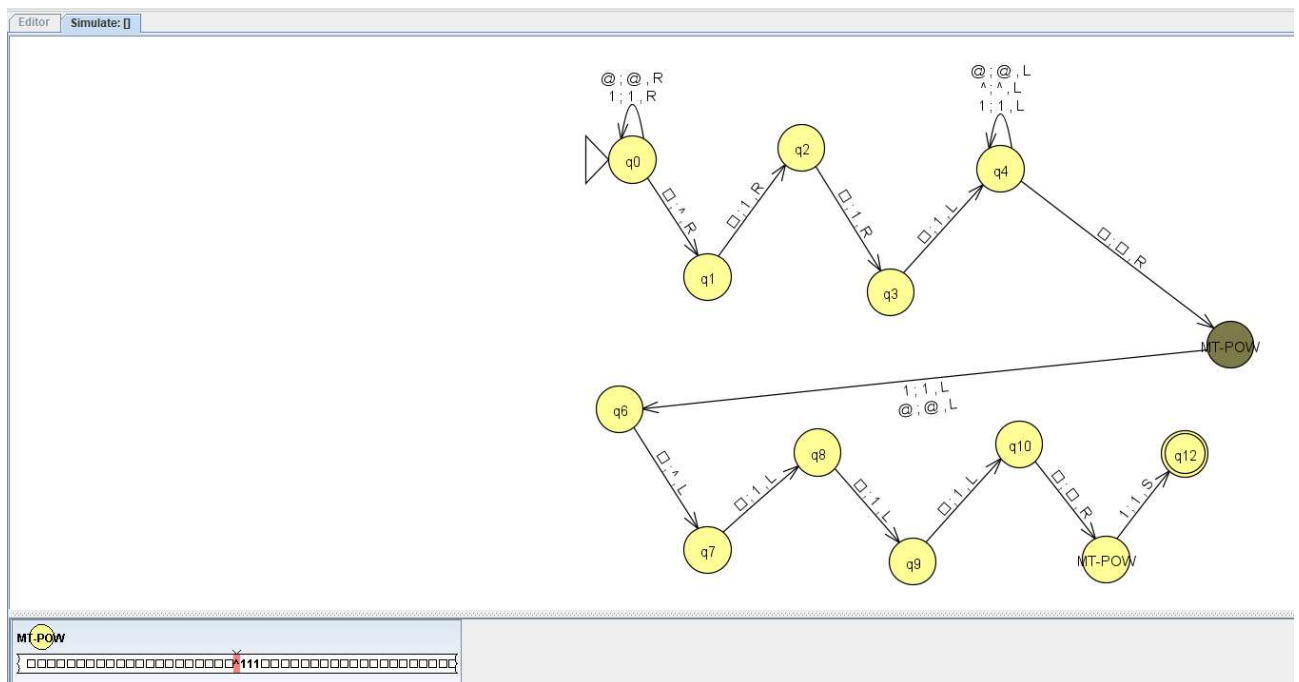 Editor Simulate: []
@ ; @ , R
1 ; 1 , R
@ ; @ , L
^ ; ^ , L
1 ; 1 , L
q0
q2
q4
□ ; ^ , R
□ ; 1 , R
□ ; 1 , R
□ ; 1 , L
□ ; □ , R
q1
q3
MT-POW
1 ; 1 , L
@ ; @ , L
q6
q8
q10
q12
□ ; ^ , L
□ ; 1 , L
□ ; 1 , L
□ ; 1 , L
□ ; □ , R
1 ; 1 , S
q7
q9
MT-POW
MT-POW
□□□□□□□□□□□□□□□□□□□□□^111□□□□□□□□□□□□□□□□□□□□